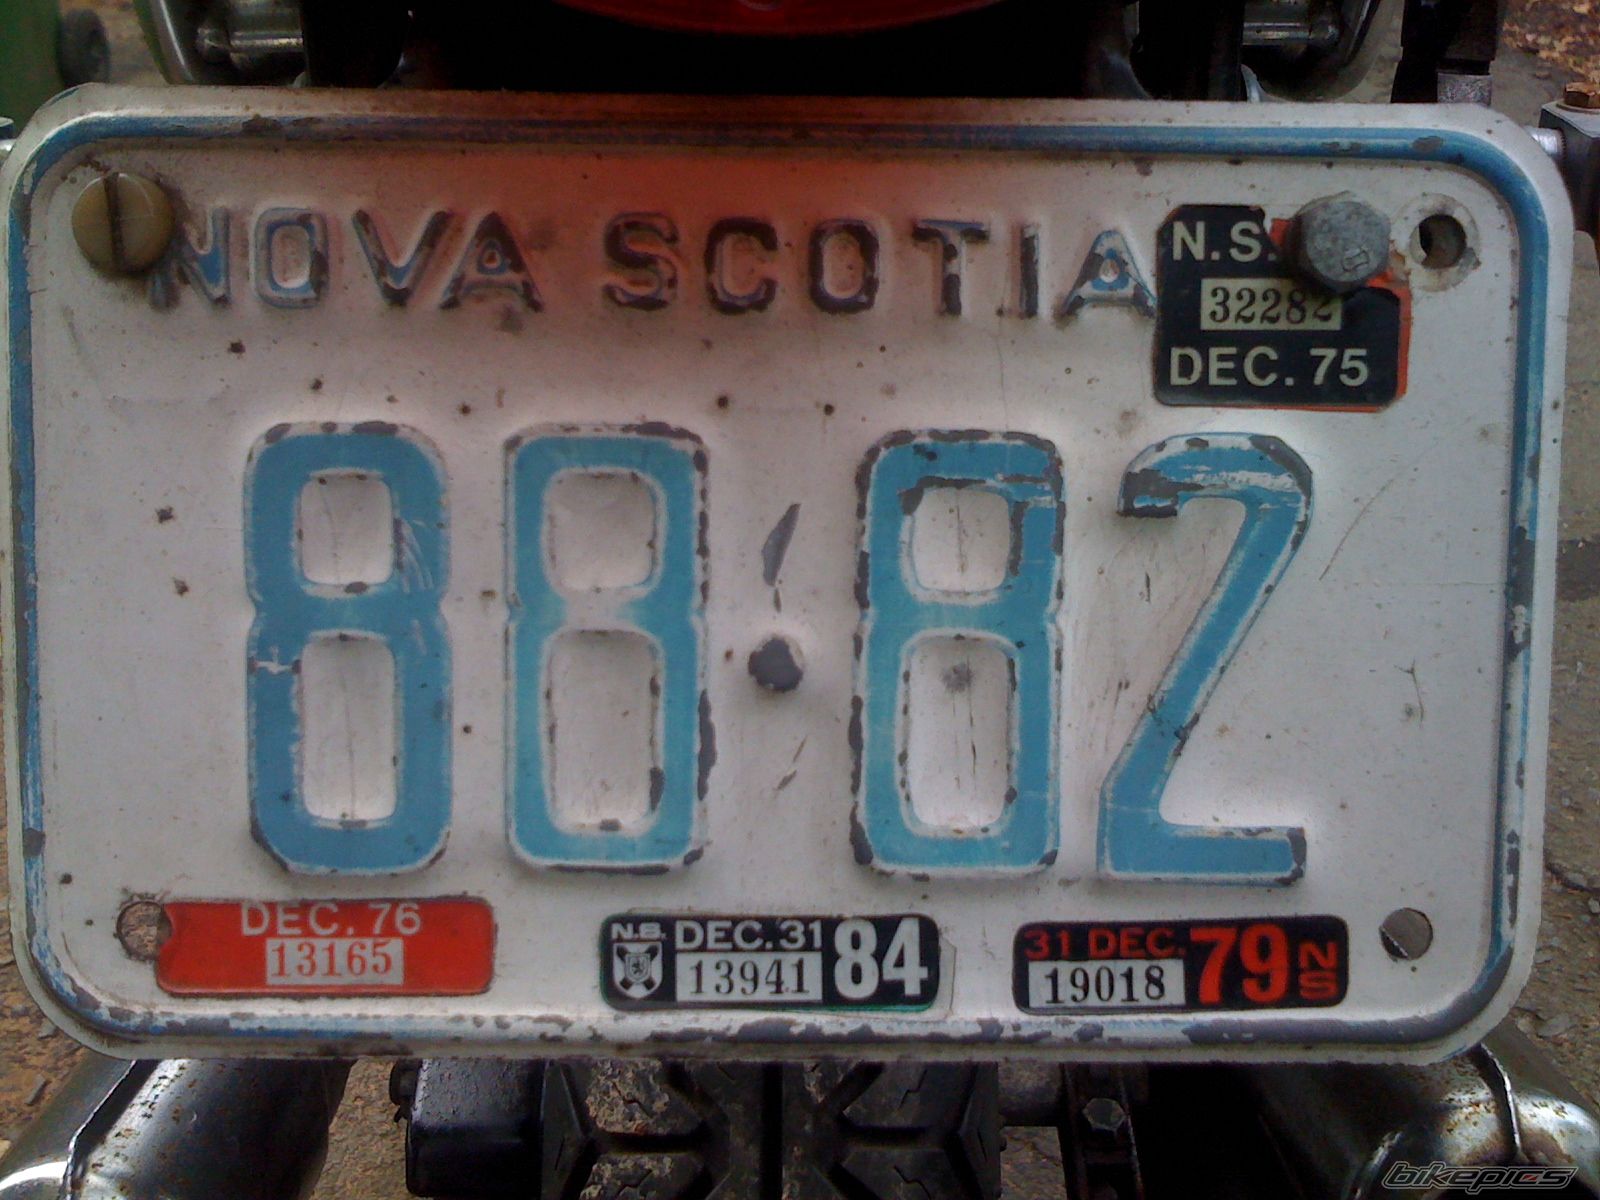 NOVA SCOTIA
N.S.
32282
DEC. 75
88·82
DEC. 76
13165
N.S. DEC. 31 84
13941
31 DEC. 79 NS
19018
bikepics